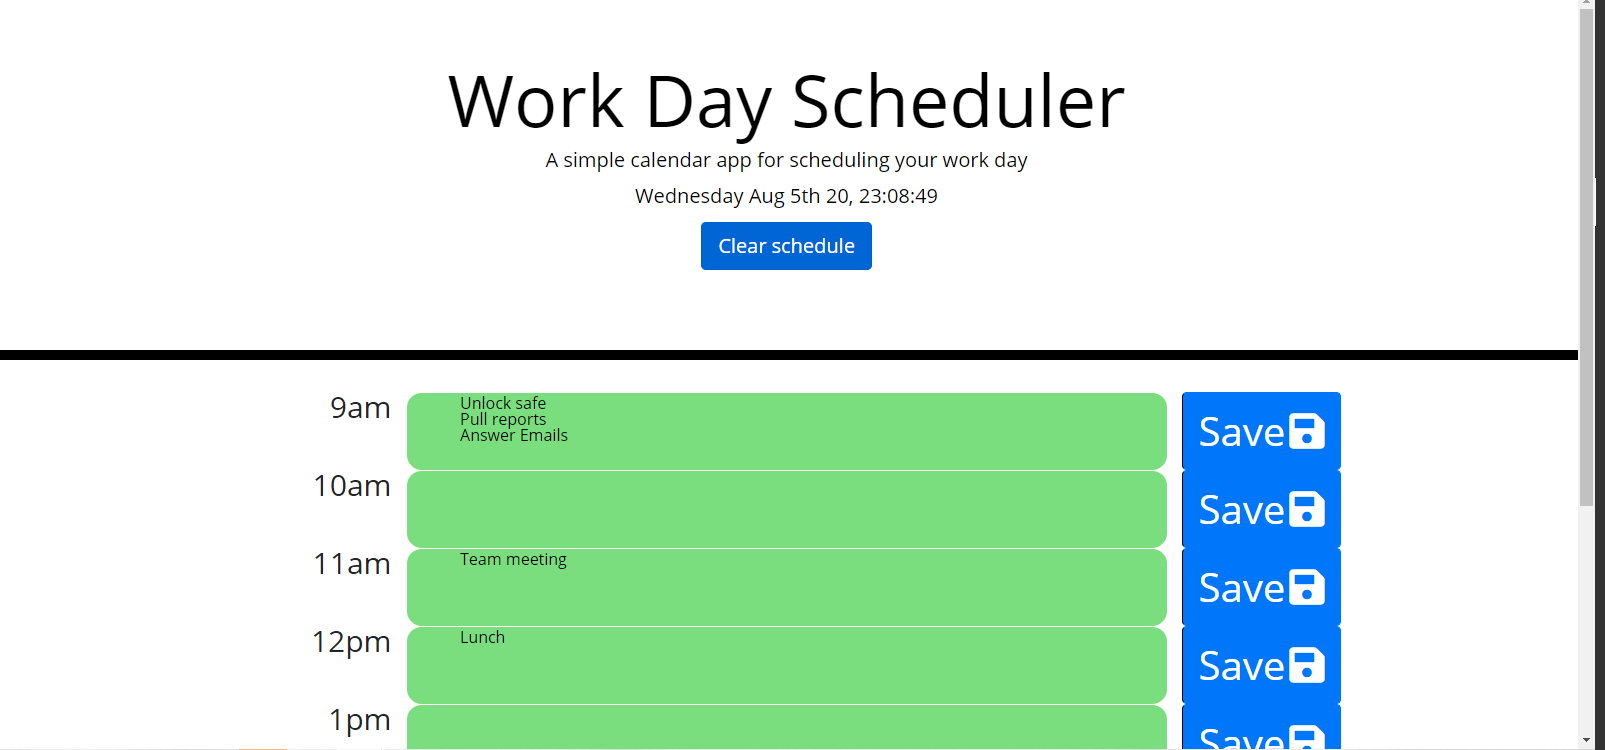 Work Day Scheduler
A simple calendar app for scheduling your work day
Wednesday Aug 5th 20, 23:08:49
Clear schedule
9am
Unlock safe
Pull reports
Answer Emails
Save
10am
Save
11am
Team meeting
Save
12pm
Lunch
Save
1pm
Save